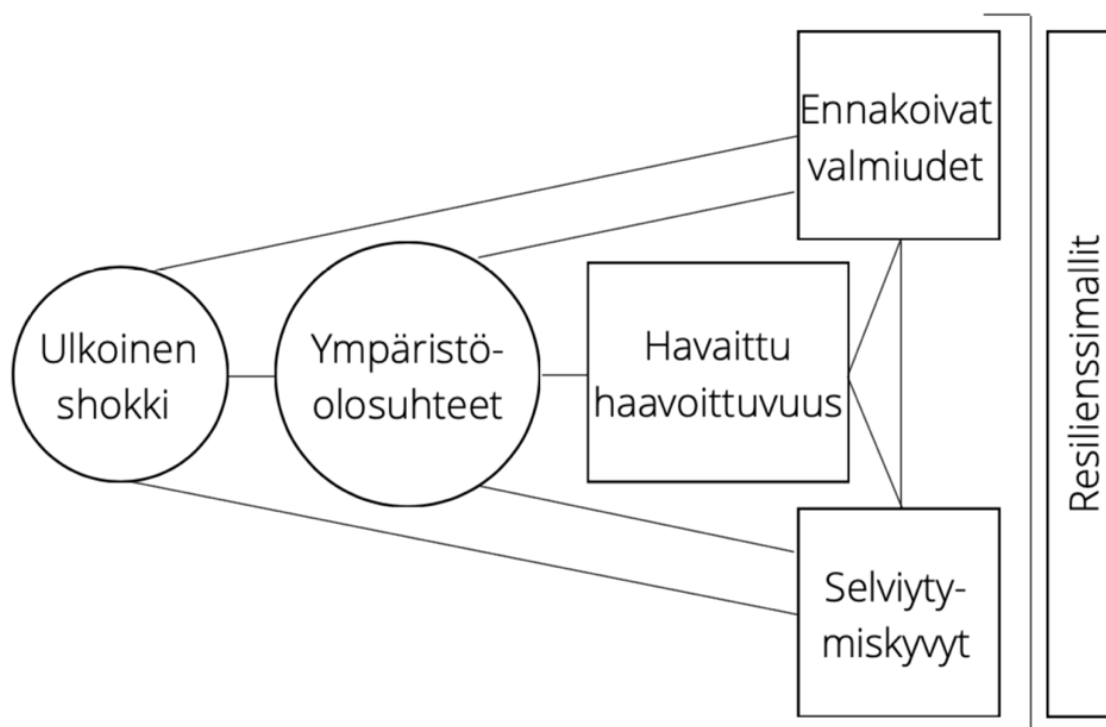 Ulkoinen
shokki
Ympäristö-
olosuhteet
Havaittu
haavoittuvuus
Ennakoivat
valmiudet
Selviyty-
miskyvyt
Resilienssimallit